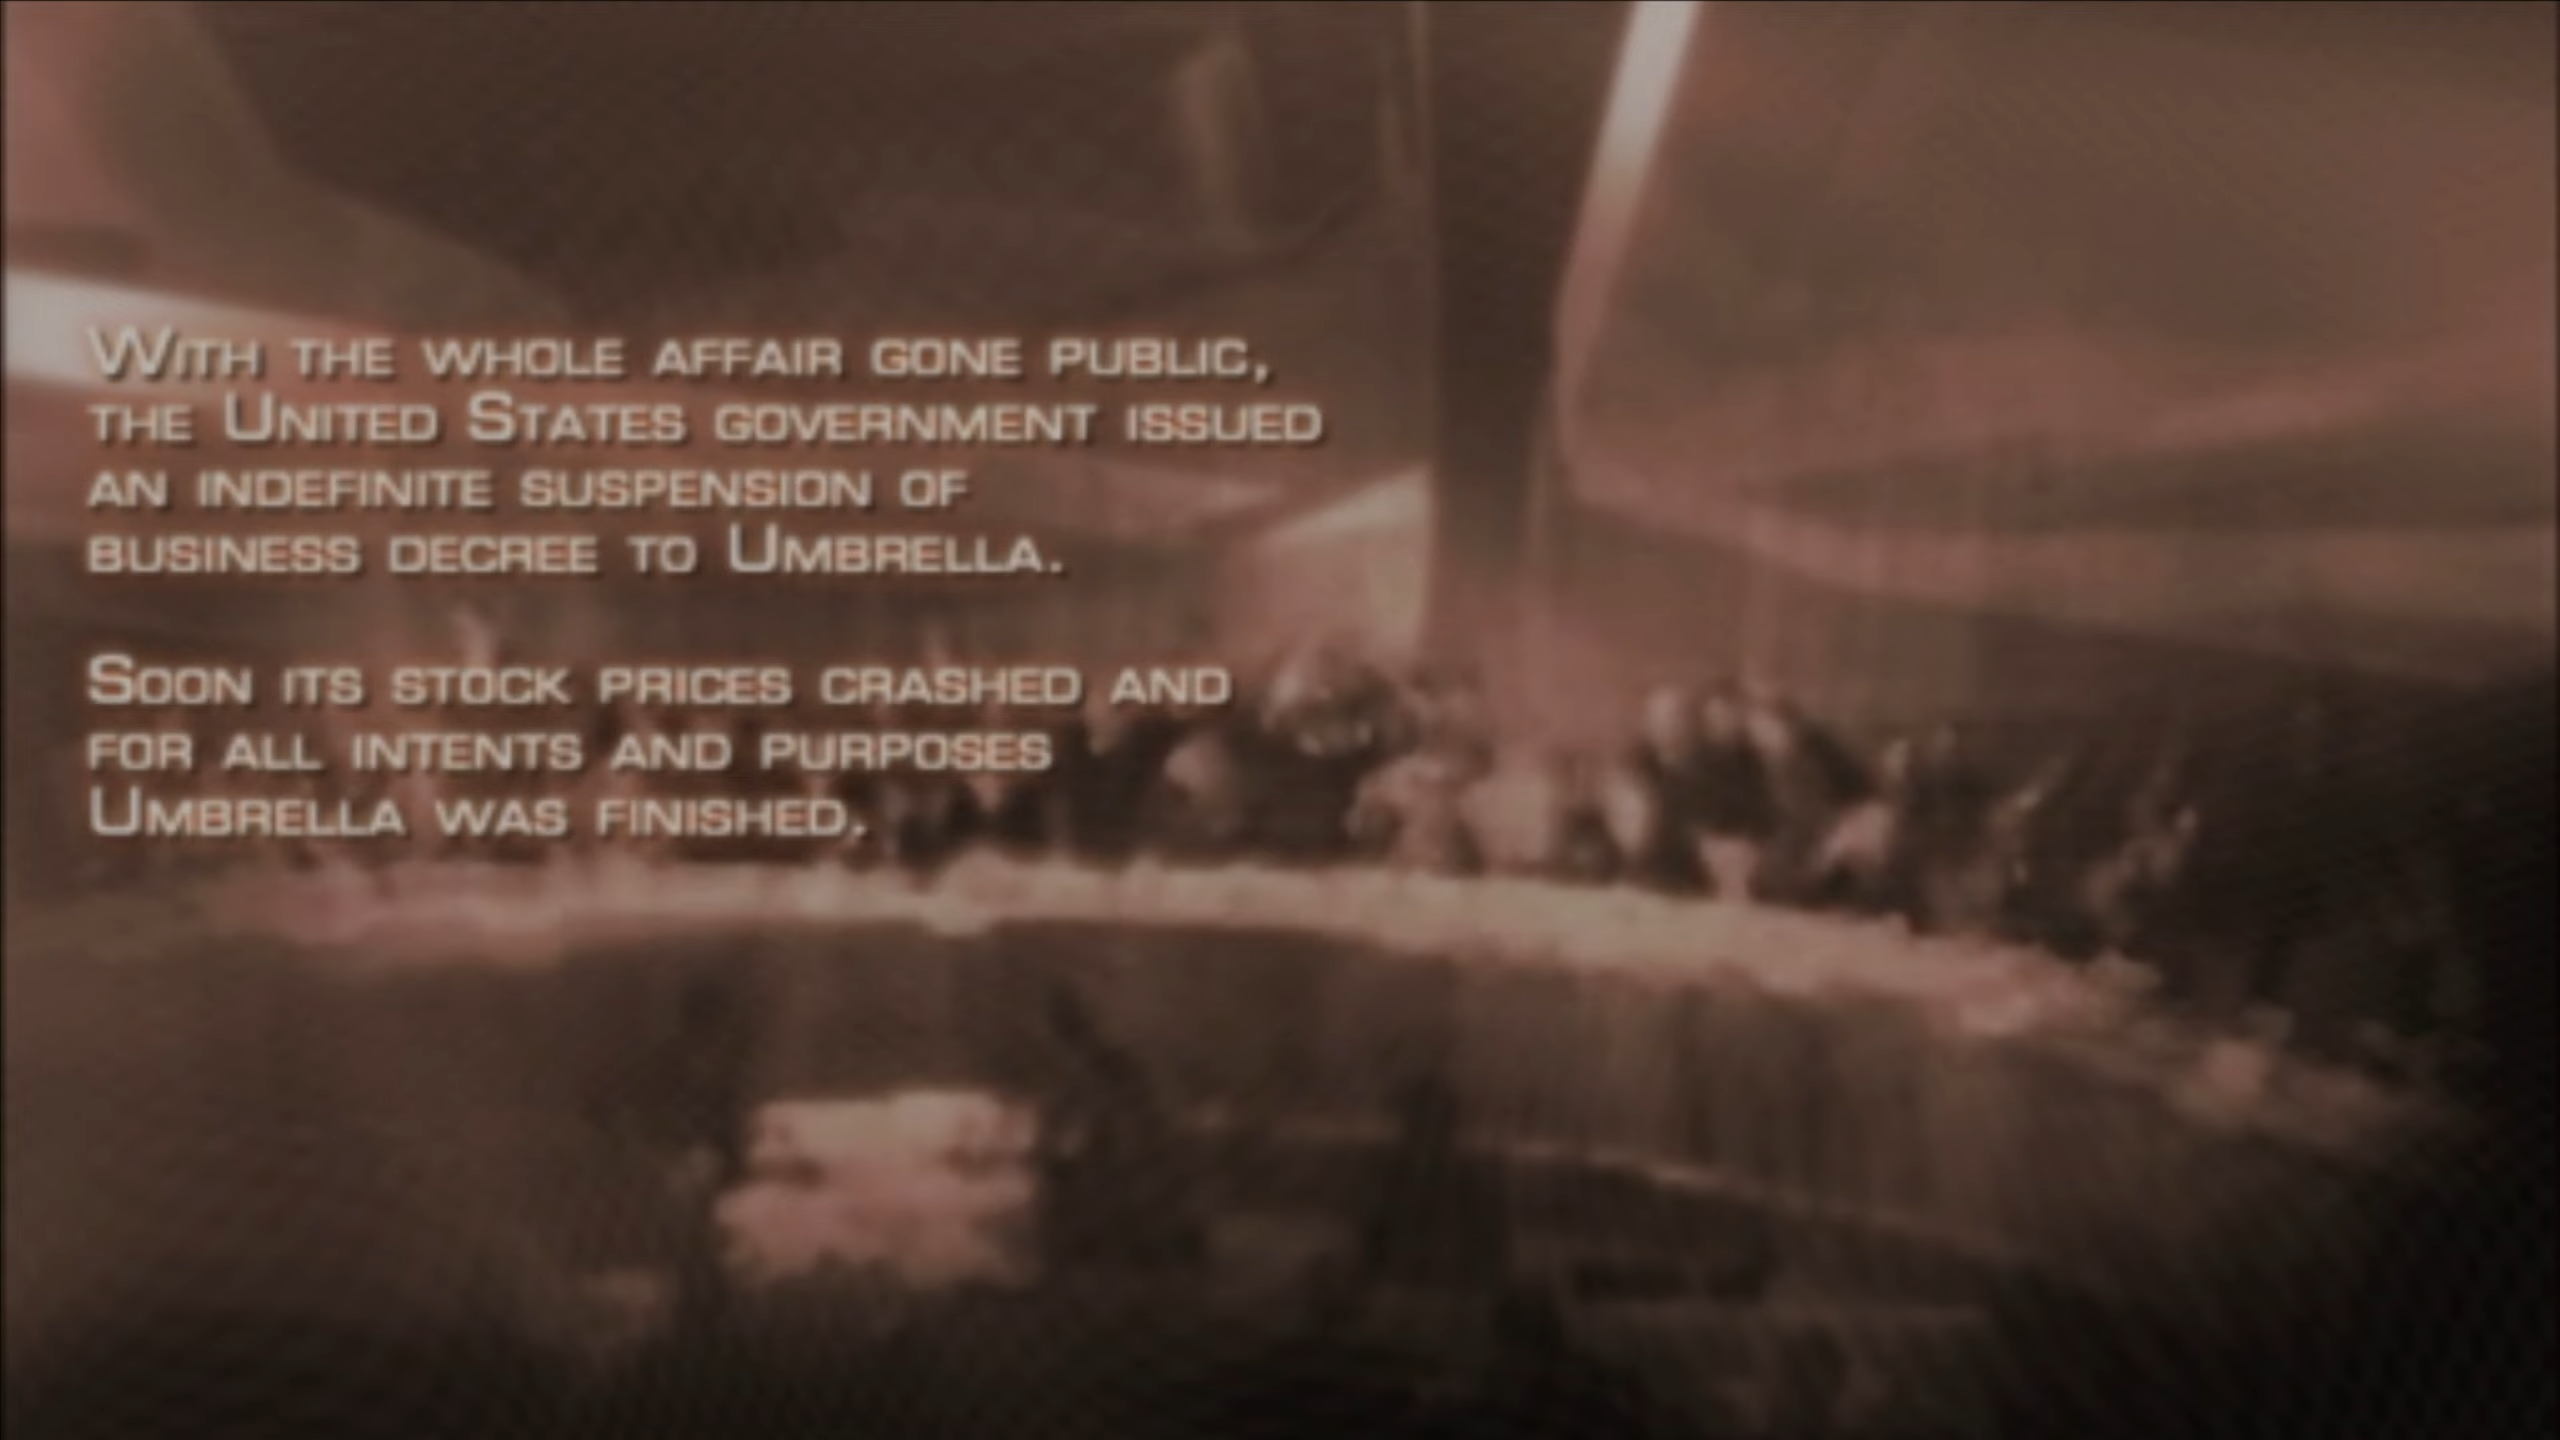 With the whole affair gone public,
the United States government issued
an indefinite suspension of
business decree to Umbrella.
Soon its stock prices crashed and
for all intents and purposes
Umbrella was finished.